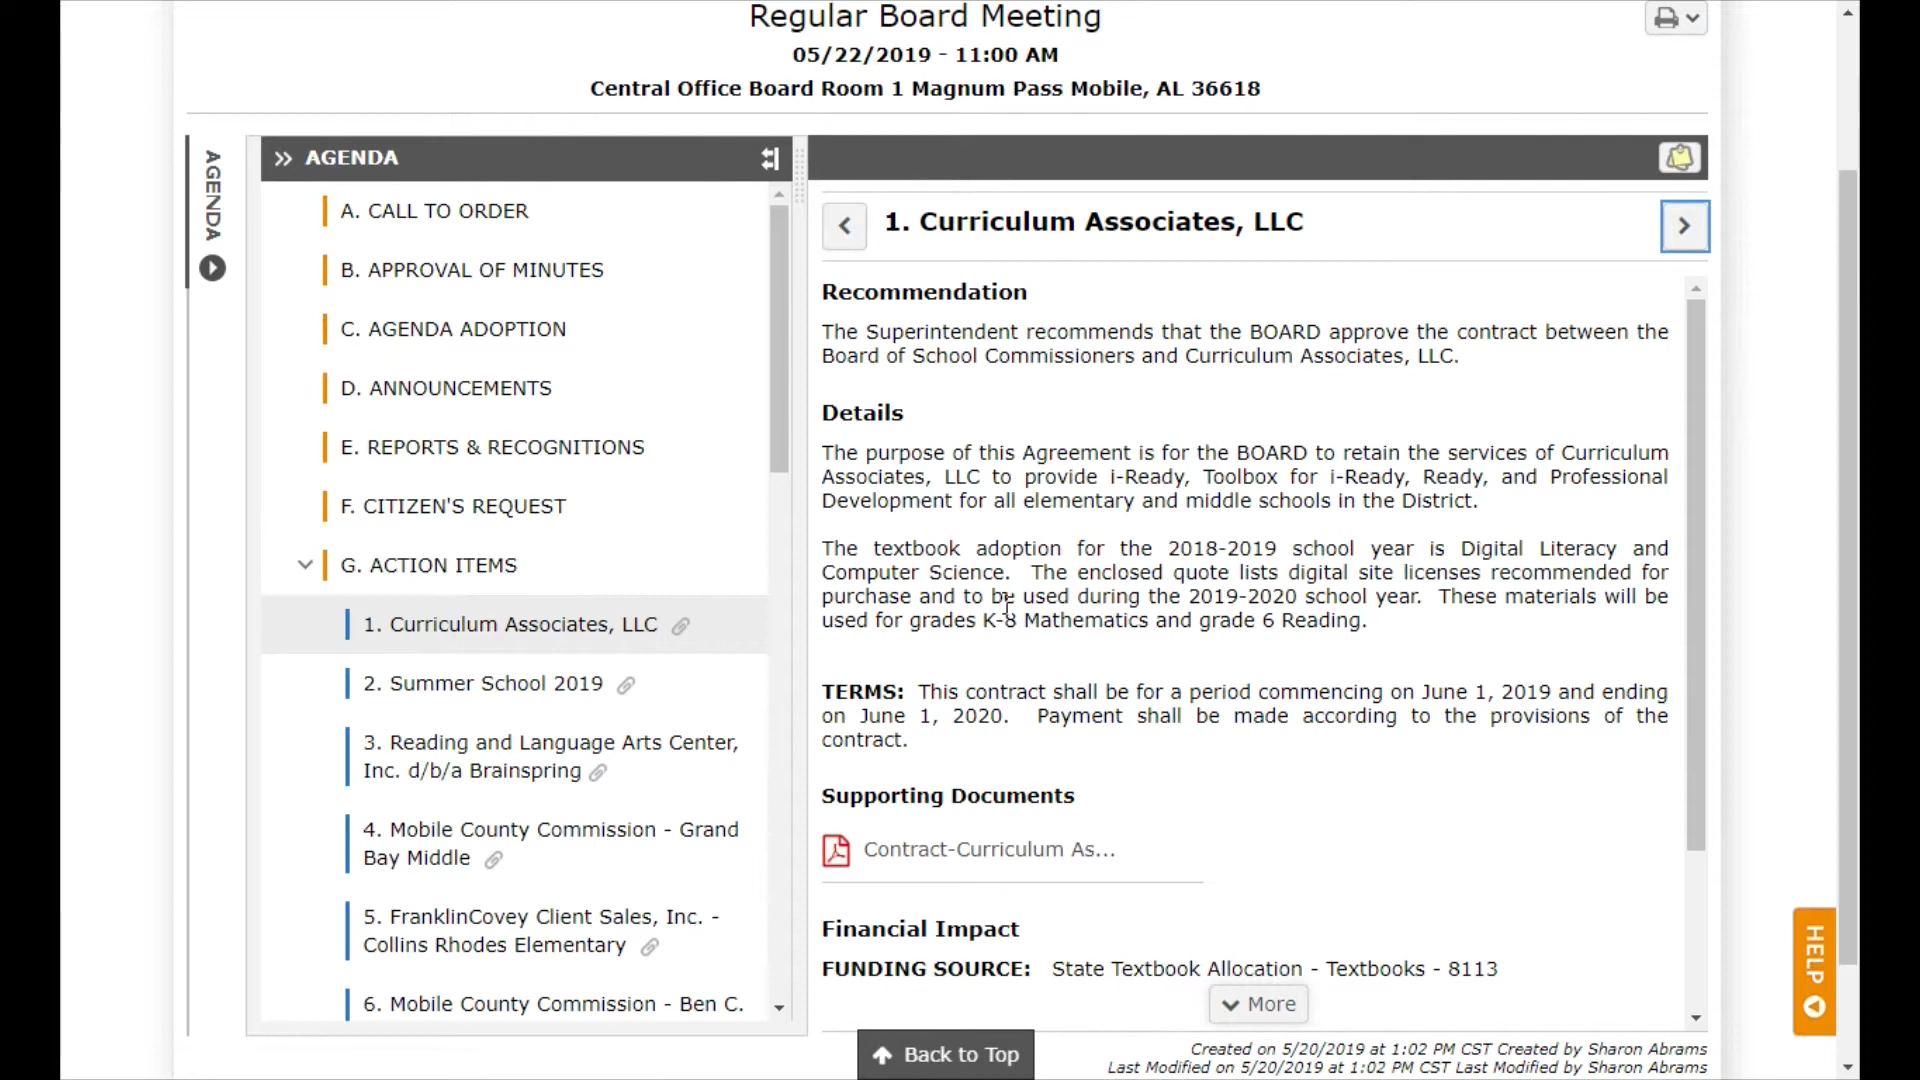 Regular Board Meeting
05/22/2019 - 11:00 AM
Central Office Board Room 1 Magnum Pass Mobile, AL 36618
AGENDA
AGENDA
A. CALL TO ORDER
B. APPROVAL OF MINUTES
C. AGENDA ADOPTION
D. ANNOUNCEMENTS
E. REPORTS & RECOGNITIONS
F. CITIZEN'S REQUEST
G. ACTION ITEMS
1. Curriculum Associates, LLC
2. Summer School 2019
3. Reading and Language Arts Center,
Inc. d/b/a Brainspring
4. Mobile County Commission - Grand
Bay Middle
5. FranklinCovey Client Sales, Inc. -
Collins Rhodes Elementary
6. Mobile County Commission - Ben C.
1. Curriculum Associates, LLC
Recommendation
The Superintendent recommends that the BOARD approve the contract between the
Board of School Commissioners and Curriculum Associates, LLC.
Details
The purpose of this Agreement is for the BOARD to retain the services of Curriculum
Associates, LLC to provide i-Ready, Toolbox for i-Ready, Ready, and Professional
Development for all elementary and middle schools in the District.
The textbook adoption for the 2018-2019 school year is Digital Literacy and
Computer Science. The enclosed quote lists digital site licenses recommended for
purchase and to be used during the 2019-2020 school year. These materials will be
used for grades K-8 Mathematics and grade 6 Reading.
TERMS: This contract shall be for a period commencing on June 1, 2019 and ending
on June 1, 2020. Payment shall be made according to the provisions of the
contract.
Supporting Documents
Contract-Curriculum As...
Financial Impact
FUNDING SOURCE: State Textbook Allocation - Textbooks - 8113
More
Back to Top
Created on 5/20/2019 at 1:02 PM CST Created by Sharon Abrams
Last Modified on 5/20/2019 at 1:02 PM CST Last Modified by Sharon Abrams
HELP